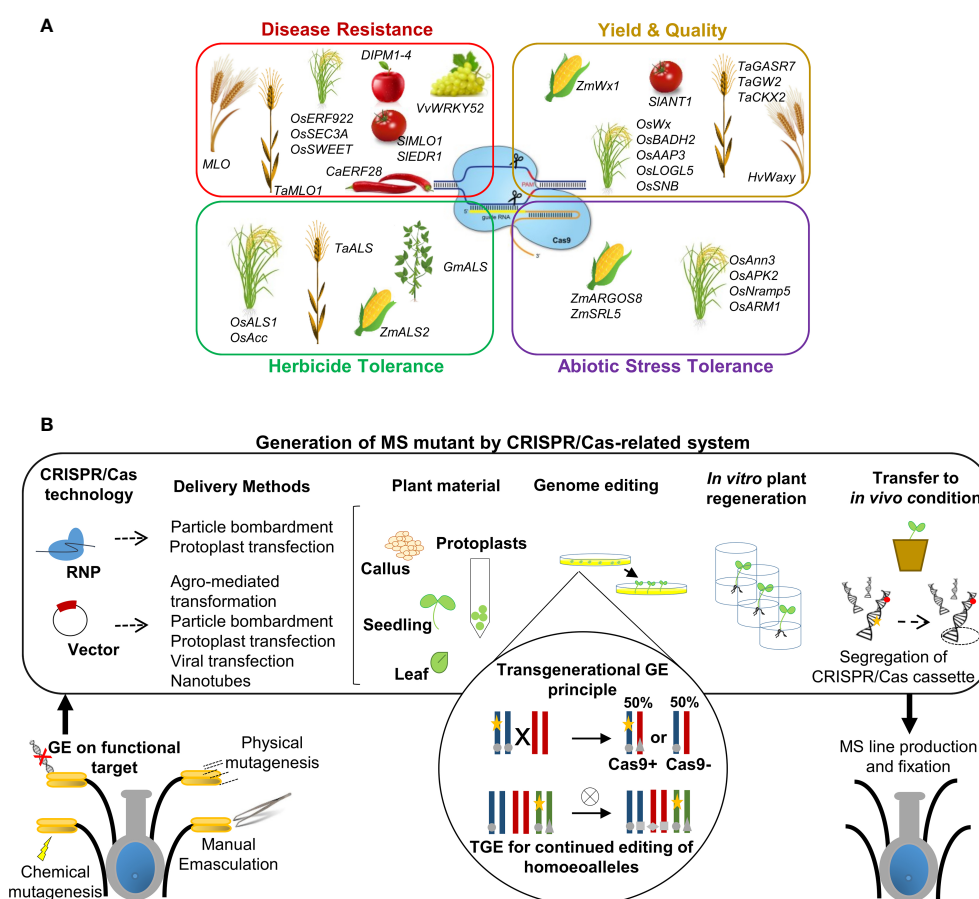 A
Disease Resistance
Yield & Quality
DIPM1-4
VvWRKY52
OsERF922
OsSEC3A
OsSWEET
SlMLO1
SlEDR1
MLO
TaMLO1
CaERF28
ZmWx1
SlANT1
TaGASR7
TaGW2
TaCKX2
OsWx
OsBADH2
OsAAP3
OsLOGL5
OsSNB
HvWaxy
PAM
5'
guide RNA
Cas9
3'
TaALS
GmALS
OsALS1
OsAcc
ZmALS2
ZmARGOS8
ZmSRL5
OsAnn3
OsAPK2
OsNramp5
OsARM1
Herbicide Tolerance
Abiotic Stress Tolerance
B
Generation of MS mutant by CRISPR/Cas-related system
CRISPR/Cas
technology
Delivery Methods
Plant material
Genome editing
In vitro plant
regeneration
Transfer to
in vivo condition
RNP
Particle bombardment
Protoplast transfection
Vector
Agro-mediated
transformation
Particle bombardment
Protoplast transfection
Viral transfection
Nanotubes
Callus
Protoplasts
Seedling
Leaf
Segregation of
CRISPR/Cas cassette
Transgenerational GE
principle
50%
50%
X
or
Cas9+
Cas9-
TGE for continued editing of
homoeoalleles
GE on functional
target
Physical
mutagenesis
Manual
Emasculation
Chemical
mutagenesis
MS line production
and fixation